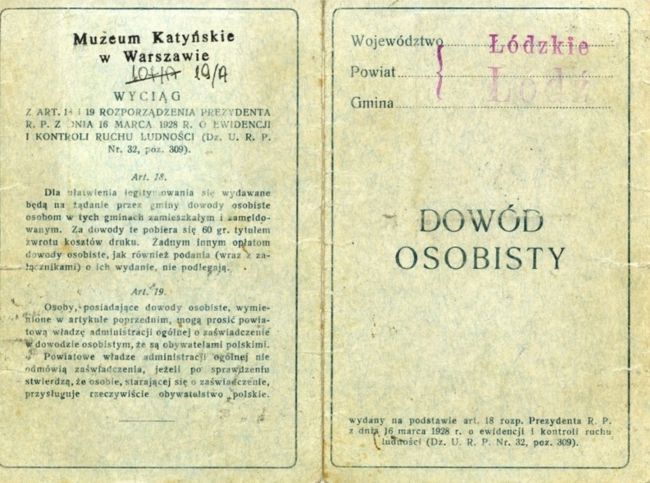 Muzeum Katyńskie
w Warszawie
19/A
WYCIĄG
Z ART. 18 i 19 ROZPORZĄDZENIA PREZYDENTA
R. P. Z DNIA 16 MARCA 1928 R. O EWIDENCJI
I KONTROLI RUCHU LUDNOŚCI (Dz. U. R. P.
Nr. 32, poz. 309).
Art. 18.
Dla ułatwienia legitymowania się wydawane
będą na żądanie przez gminy dowody osobiste
osobom w tych gminach zamieszkałym i zameldo-
wanym. Za dowody te pobiera się 60 gr. tytułem
zwrotu kosztów druku. Żadnym innym opłatom
dowody osobiste, jak również podania (wraz z za-
łącznikami) o ich wydanie, nie podlegają.
Art. 19.
Osoby, posiadające dowody osobiste, wymie-
nione w artykule poprzednim, mogą prosić powia-
tową władzę administracji ogólnej o zaświadczenie
w dowodzie osobistym, że są obywatelami polskimi.
Powiatowe władze administracji ogólnej nie
odmówią zaświadczenia, jeżeli po sprawdzeniu
stwierdzą, że osobie, starającej się o zaświadczenie,
przysługuje rzeczywiście obywatelstwo polskie.
Województwo Łódzkie
Powiat Łódź
Gmina
DOWÓD
OSOBISTY
wydany na podstawie art. 18 rozp. Prezydenta R. P.
z dnia 16 marca 1928 r. o ewidencji i kontroli ruchu
ludności (Dz. U. R. P. Nr. 32, poz. 309).